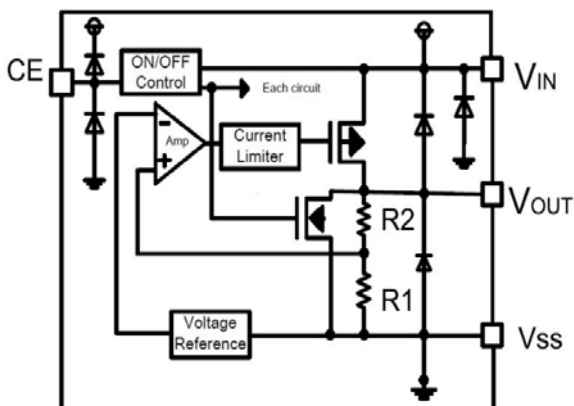 ON/OFF
Control
CE
VIN
Each circuit
-
Amp
+
Current
Limiter
VOUT
R2
R1
Voltage
Reference
VSS